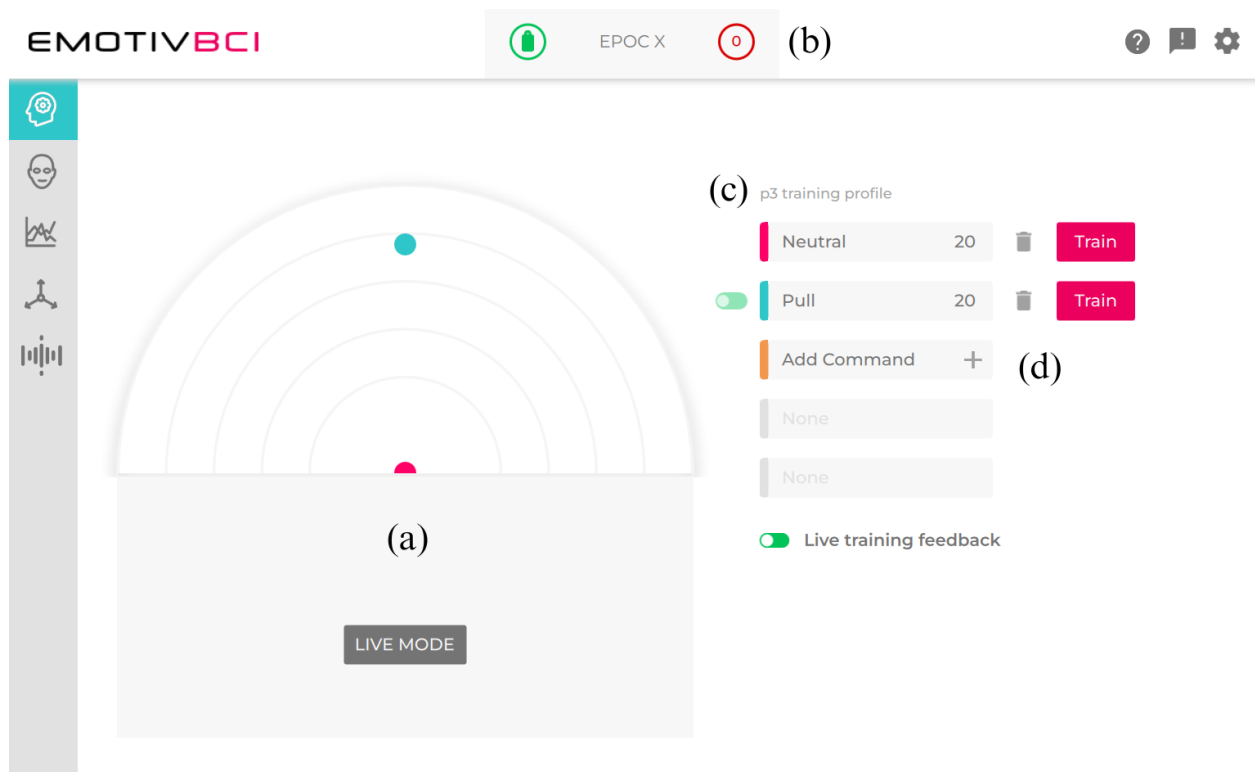 EMOTIVBCI
EPOC X 0 (b)
(c) p3 training profile
Neutral 20 Train
Pull 20 Train
Add Command + (d)
None
None
(a)
Live training feedback
LIVE MODE